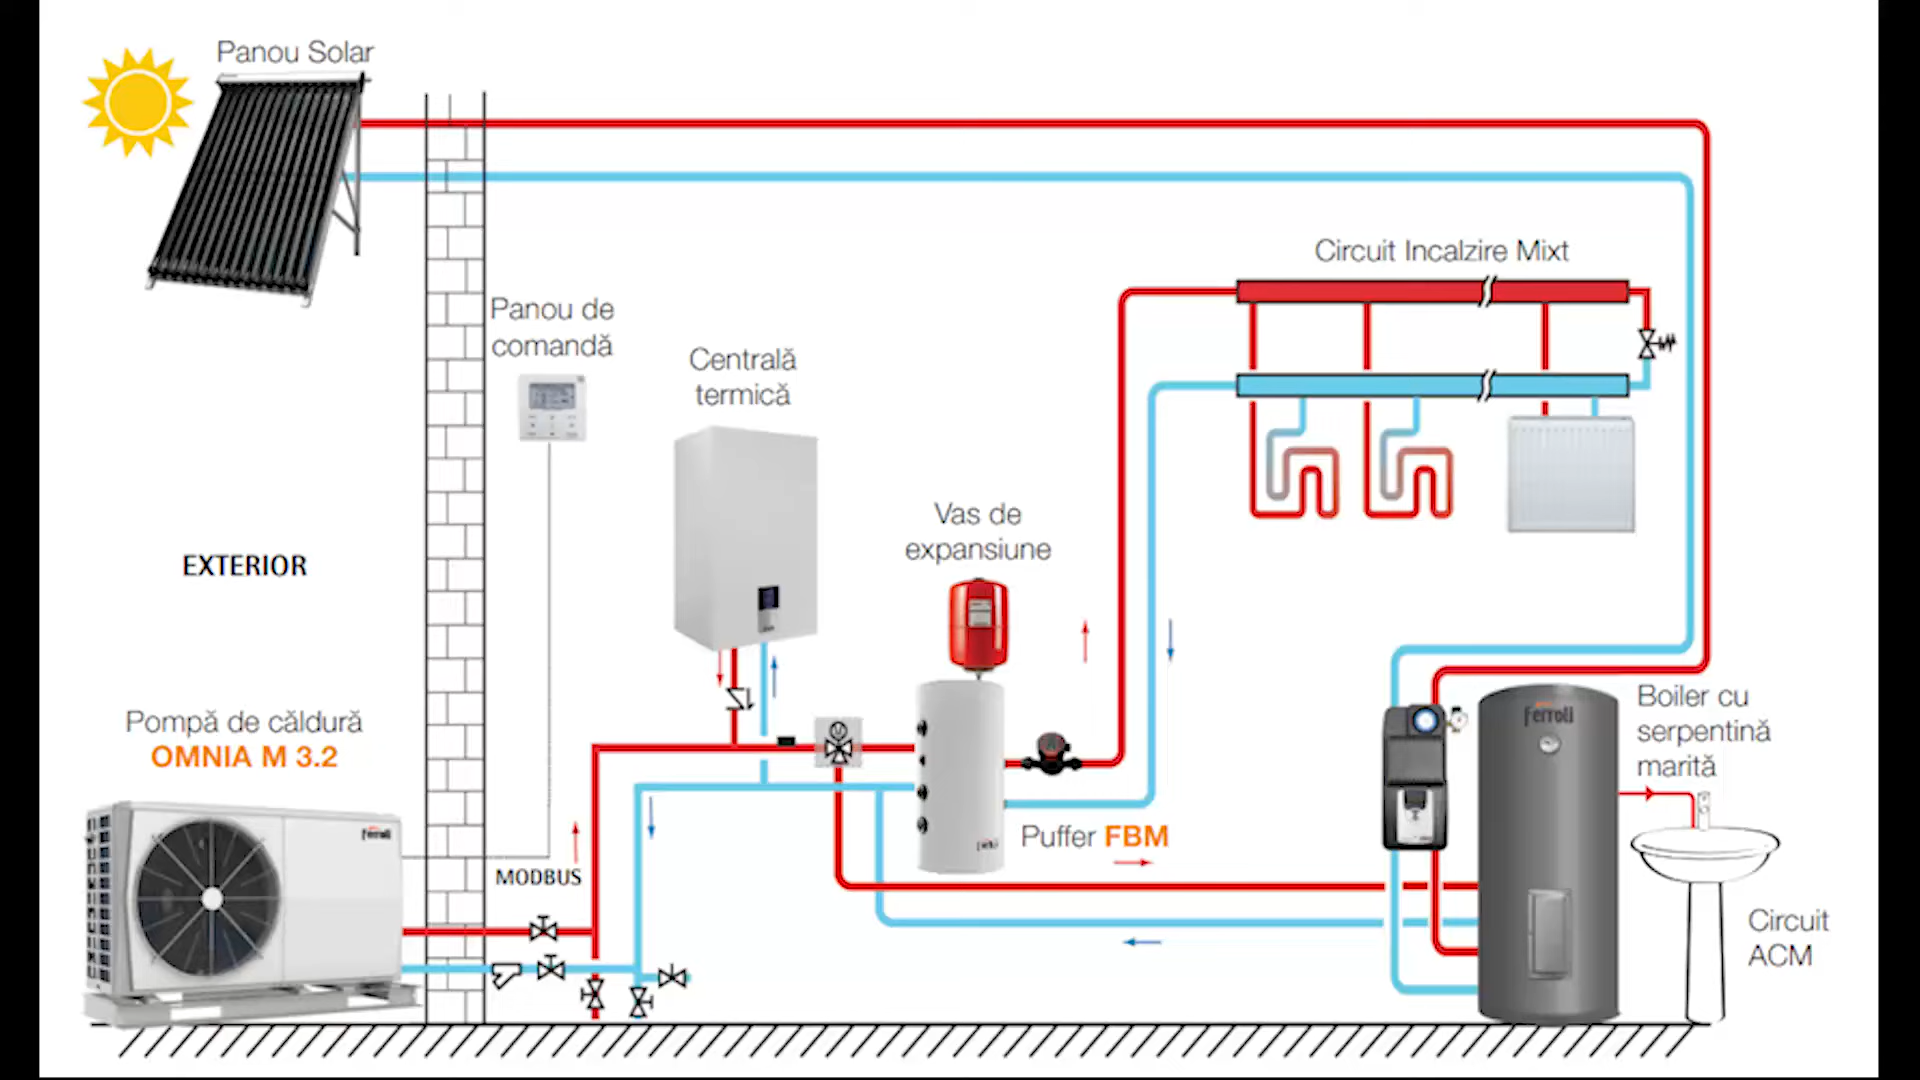 Panou Solar
Circuit Incalzire Mixt
Panou de
comandă
Centrală
termică
Vas de
expansiune
EXTERIOR
Pompă de căldură
OMNIA M 3.2
Boiler cu
serpentină
marită
ferroli
ferroli
Puffer FBM
MODBUS
Circuit
ACM